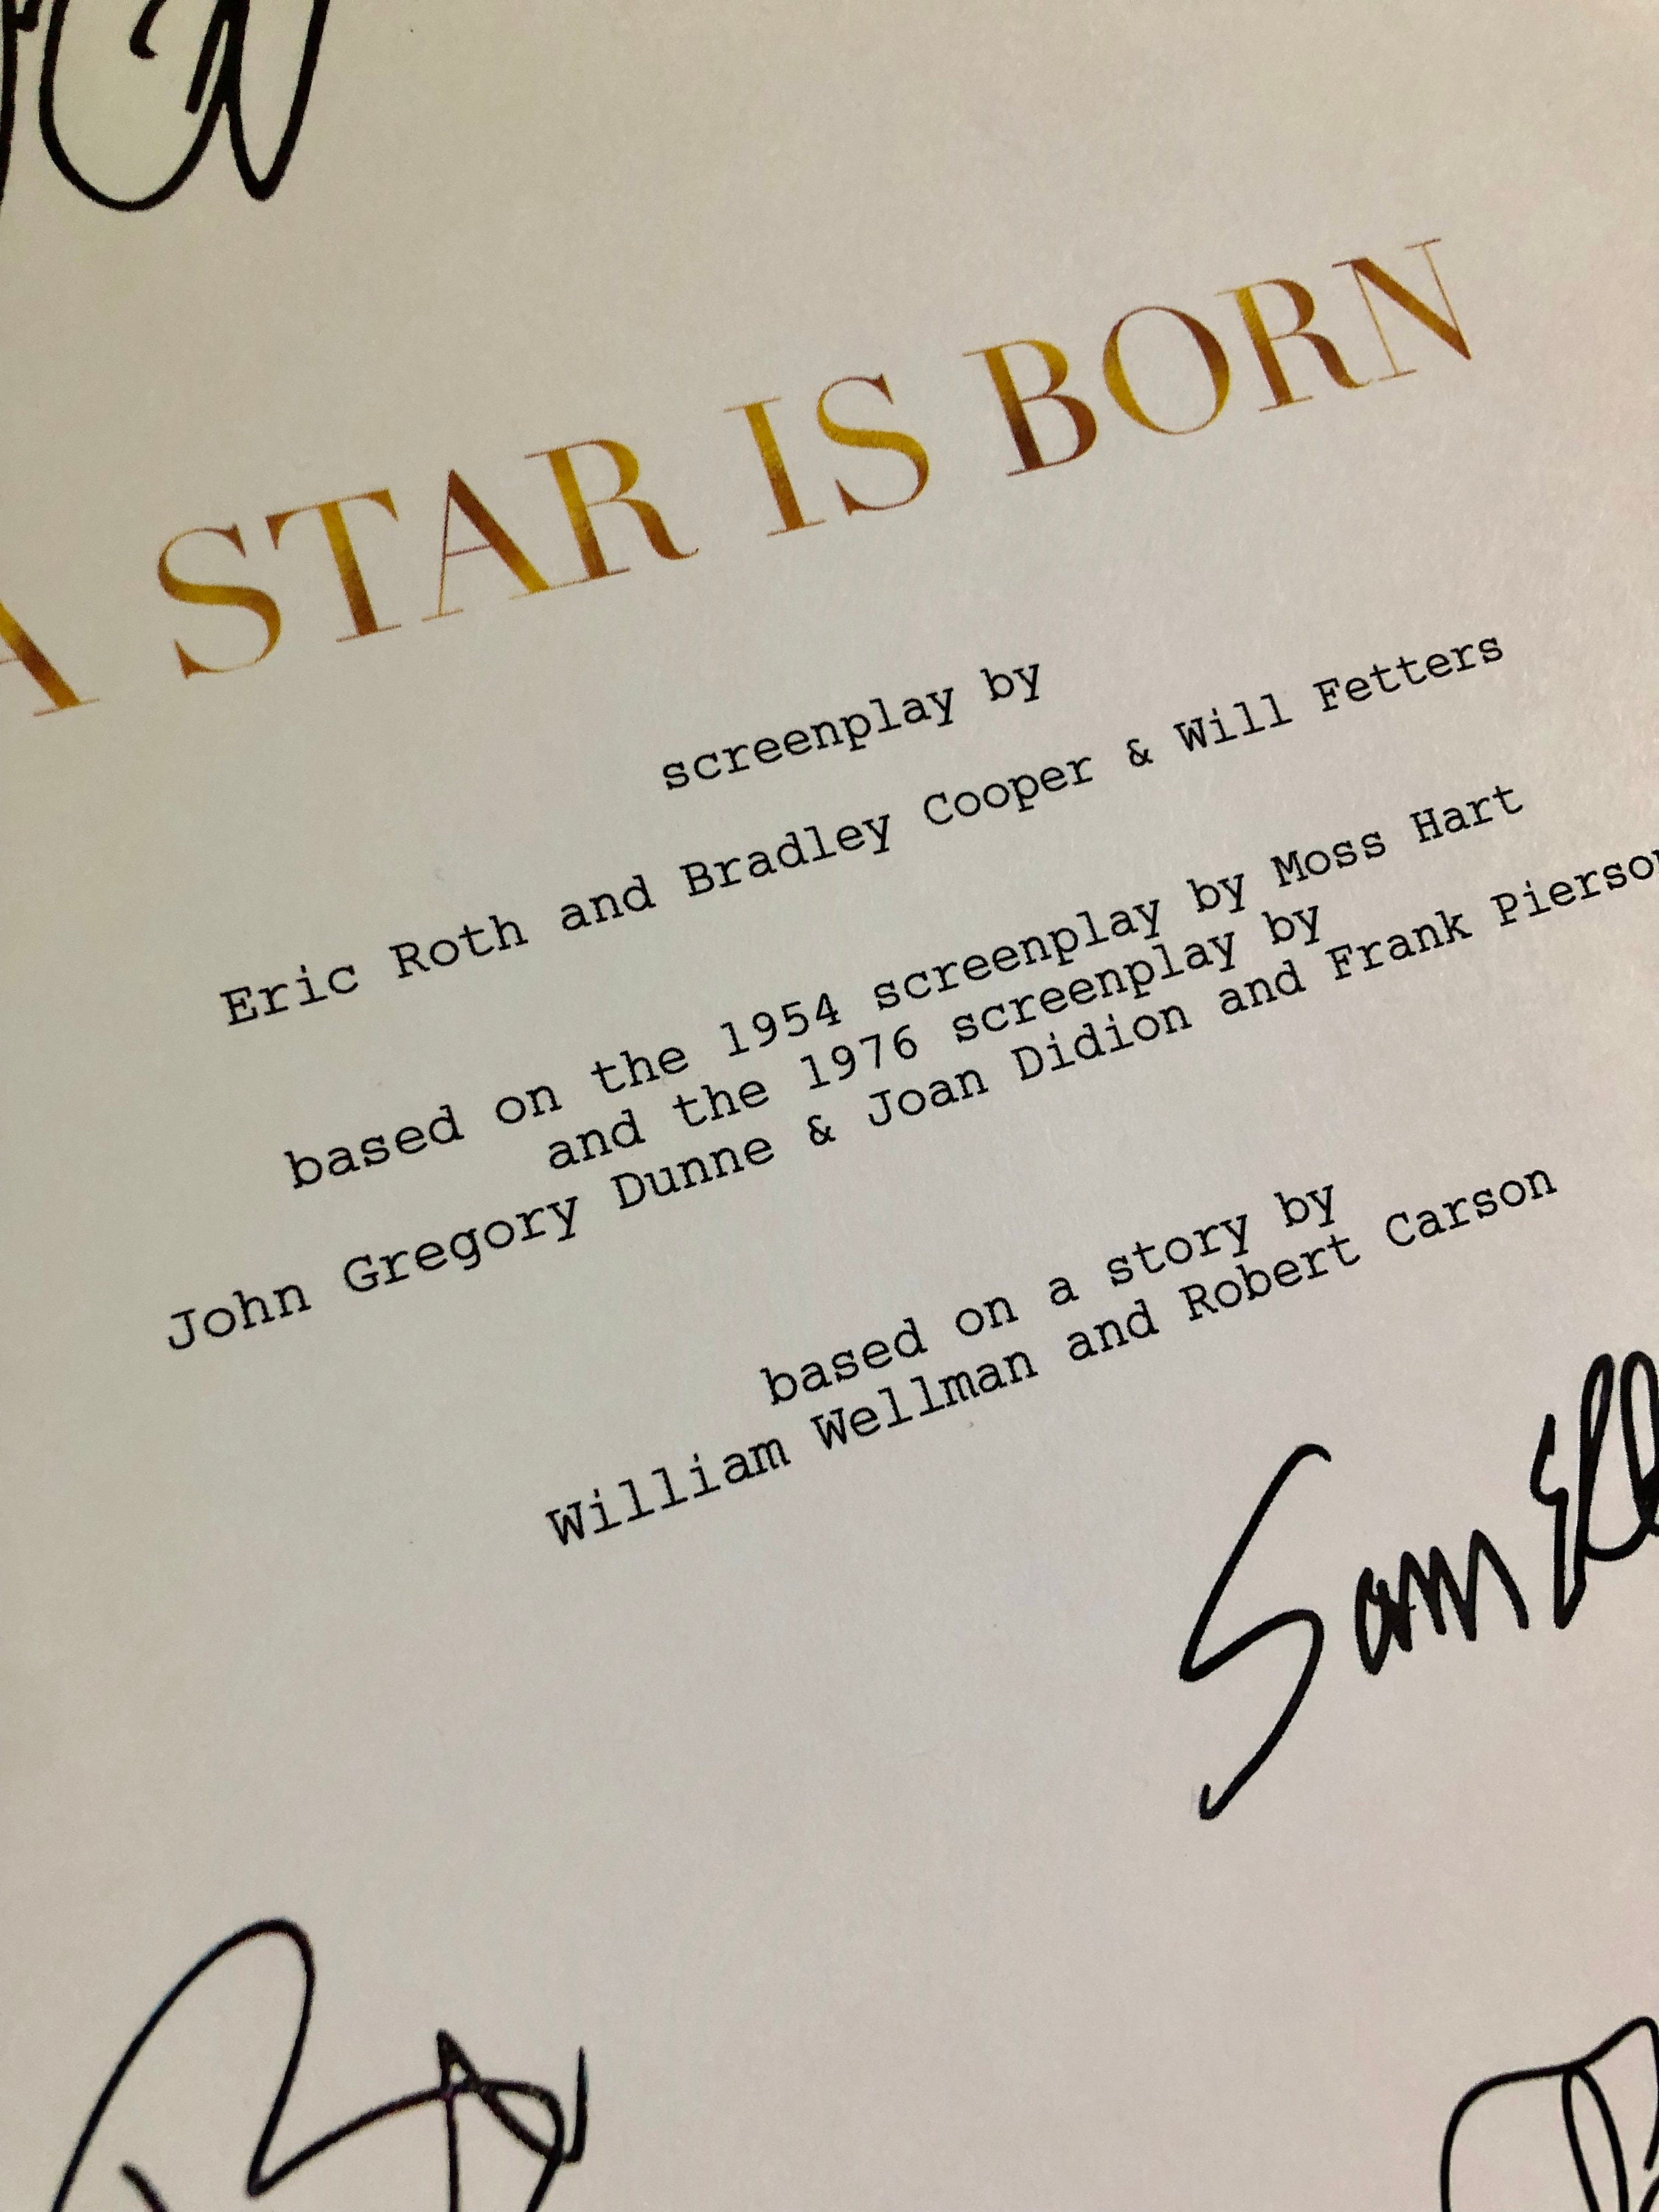 A STAR IS BORN
screenplay by
Eric Roth and Bradley Cooper & Will Fetters
based on the 1954 screenplay by Moss Hart
and the 1976 screenplay by
John Gregory Dunne & Joan Didion and Frank Pierson
based on a story by
William Wellman and Robert Carson
Sam Ell